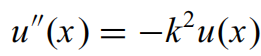 u″(x) = −k²u(x)